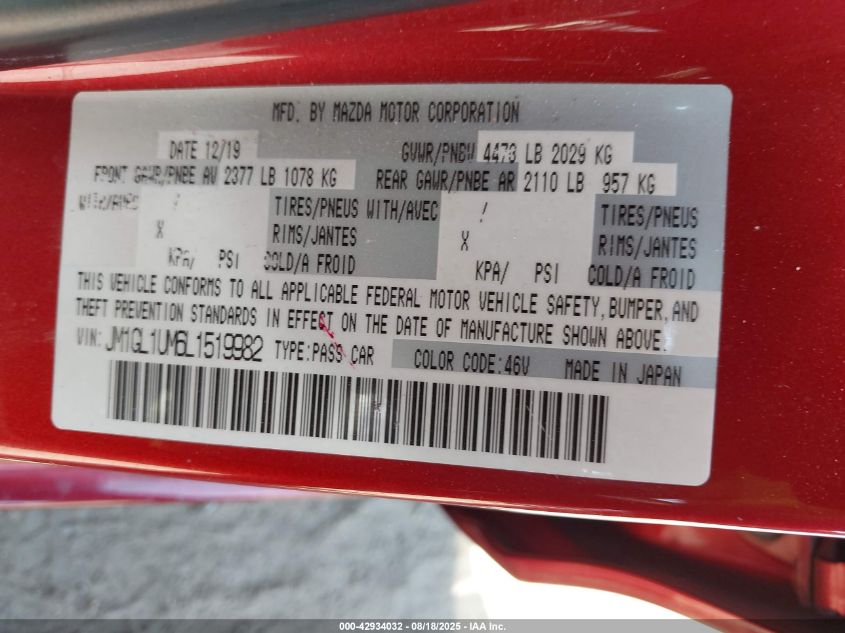 MFD. BY MAZDA MOTOR CORPORATION
DATE 12/19 GVWR/PNBV 4473 LB 2029 KG
FRONT GAWR/PNBE AV 2377 LB 1078 KG REAR GAWR/PNBE AR 2110 LB 957 KG
WITH/AVEC / TIRES/PNEUS WITH/AVEC / TIRES/PNEUS
X RIMS/JANTES X RIMS/JANTES
KPA/ PSI COLD/A FROID KPA/ PSI COLD/A FROID
THIS VEHICLE CONFORMS TO ALL APPLICABLE FEDERAL MOTOR VEHICLE SAFETY, BUMPER, AND
THEFT PREVENTION STANDARDS IN EFFECT ON THE DATE OF MANUFACTURE SHOWN ABOVE.
VIN: JM1GL1UM6L1519982 TYPE:PASS CAR COLOR CODE:46V MADE IN JAPAN
000-42934032 - 08/18/2025 - IAA Inc.